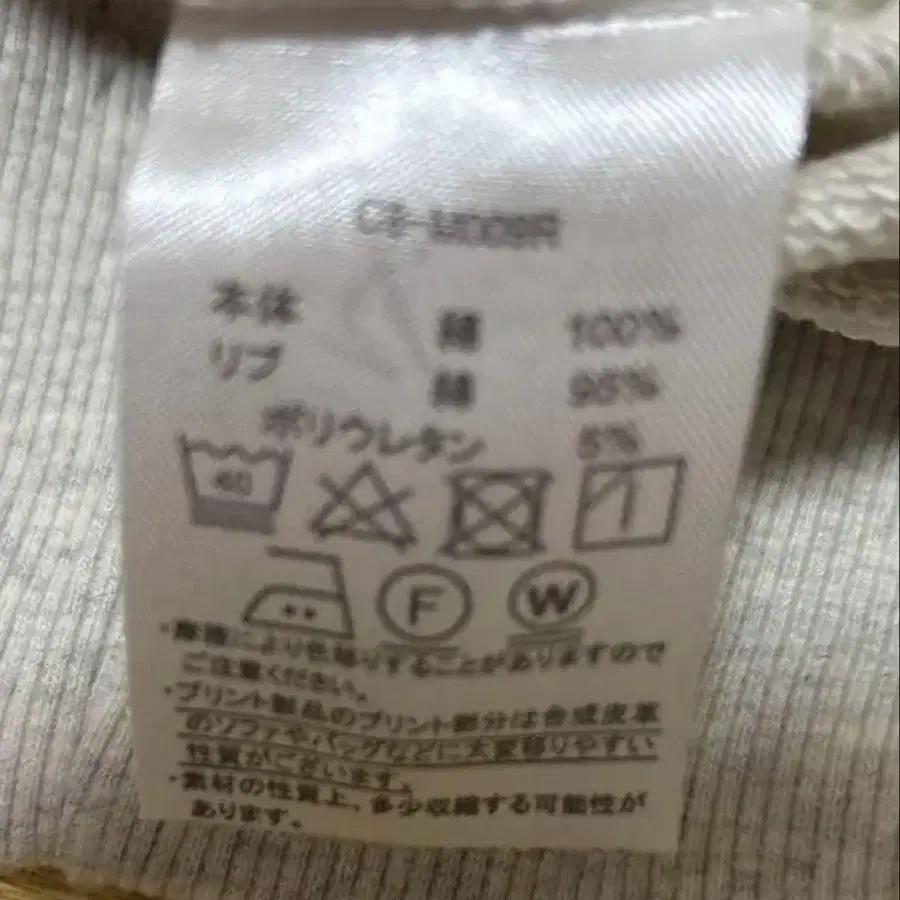 本体 綿 100%
リブ 綿 95%
ポリウレタン 5%
40
F W
・摩擦により色移りすることがありますので
ご注意ください。
・プリント製品のプリント部分は合成皮革
のソファやバッグなどに大変移りやすい
性質がございます。
・素材の性質上、多少収縮する可能性が
あります。